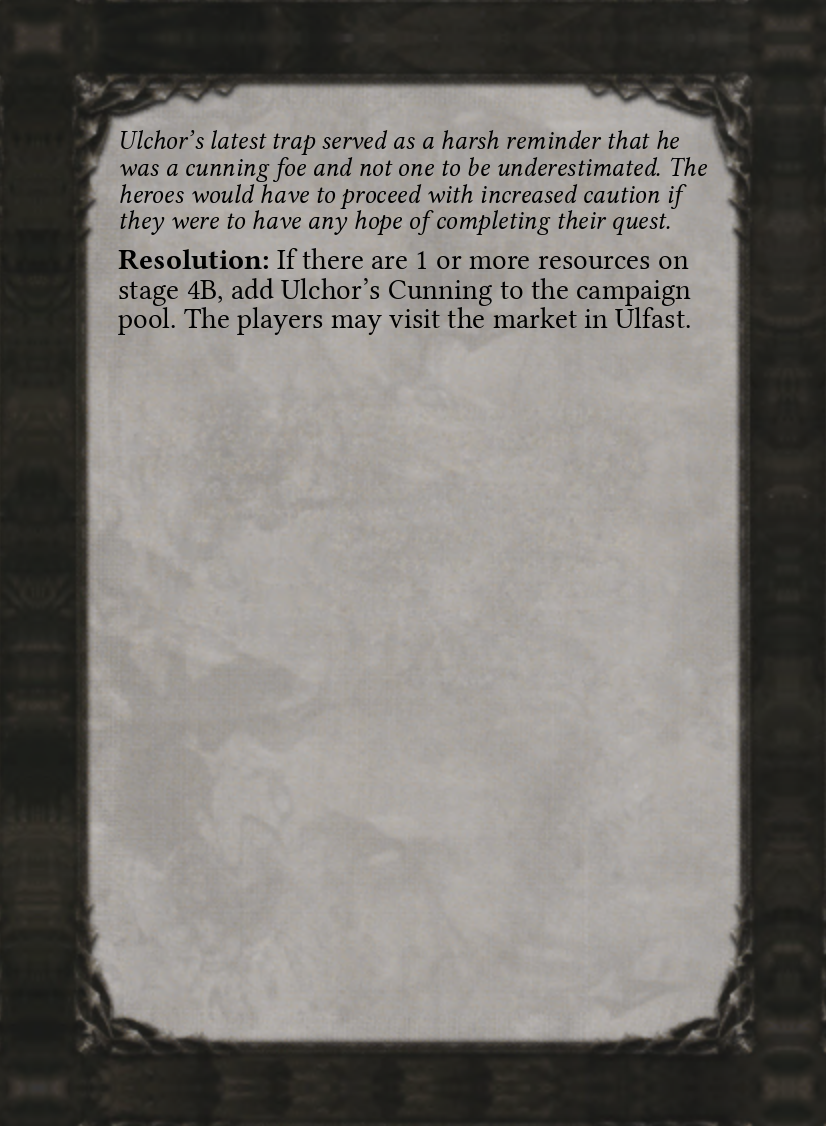 Ulchor’s latest trap served as a harsh reminder that he
was a cunning foe and not one to be underestimated. The
heroes would have to proceed with increased caution if
they were to have any hope of completing their quest.
Resolution: If there are 1 or more resources on
stage 4B, add Ulchor’s Cunning to the campaign
pool. The players may visit the market in Ulfast.